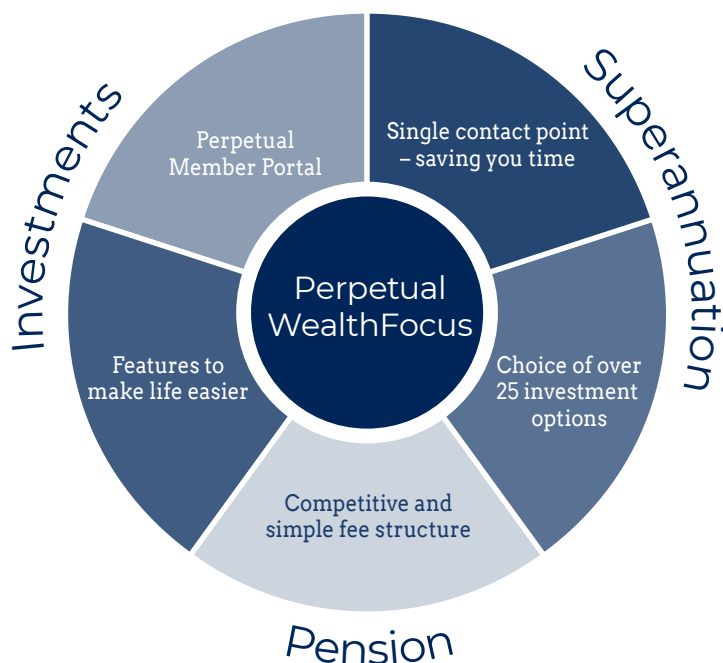 Investments
Superannuation
Perpetual
Member Portal
Single contact point
– saving you time
Perpetual
WealthFocus
Features to
make life easier
Choice of over
25 investment
options
Competitive and
simple fee structure
Pension